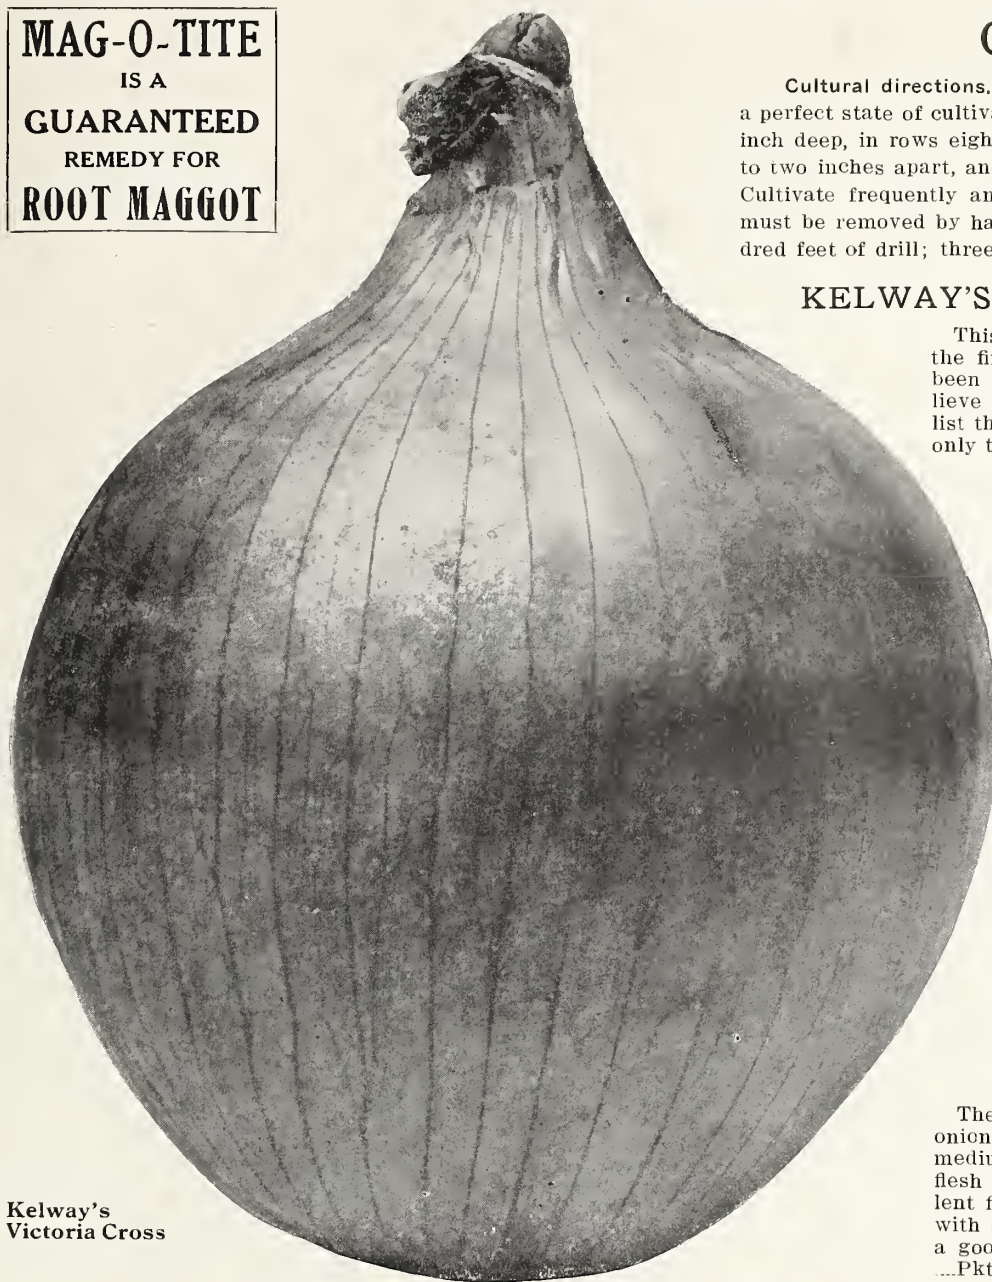 MAG-O-TITE
IS A
GUARANTEED
REMEDY FOR
ROOT MAGGOT
Cultural directions.
a perfect state of cultiva
inch deep, in rows eigh
to two inches apart, an
Cultivate frequently an
must be removed by ha
dred feet of drill; three
KELWAY'S
This
the fi
been
lieve
list th
only t
Kelway's
Victoria Cross
The
onion
mediu
flesh
lent f
with
a goo
Pkt